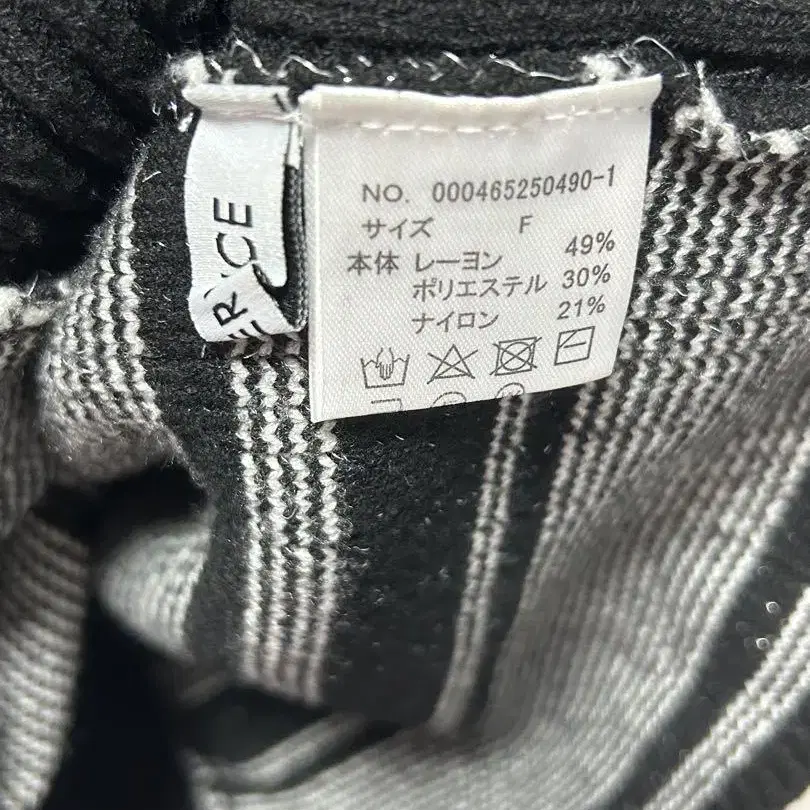 NO. 000465250490-1
サイズ F
本体 レーヨン 49%
ポリエステル 30%
ナイロン 21%